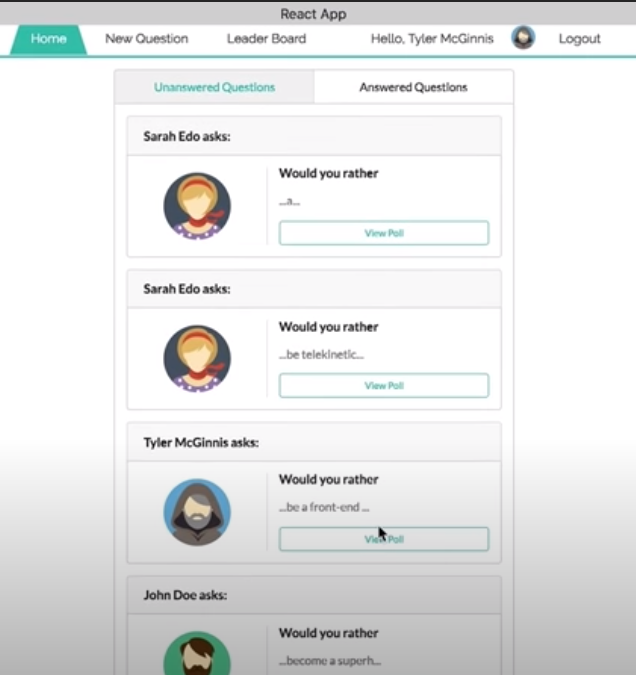 React App
Home New Question Leader Board Hello, Tyler McGinnis Logout
Unanswered Questions Answered Questions
Sarah Edo asks:
Would you rather
...a...
View Poll
Sarah Edo asks:
Would you rather
...be telekinetic...
View Poll
Tyler McGinnis asks:
Would you rather
...be a front-end ...
View Poll
John Doe asks:
Would you rather
...become a superh...